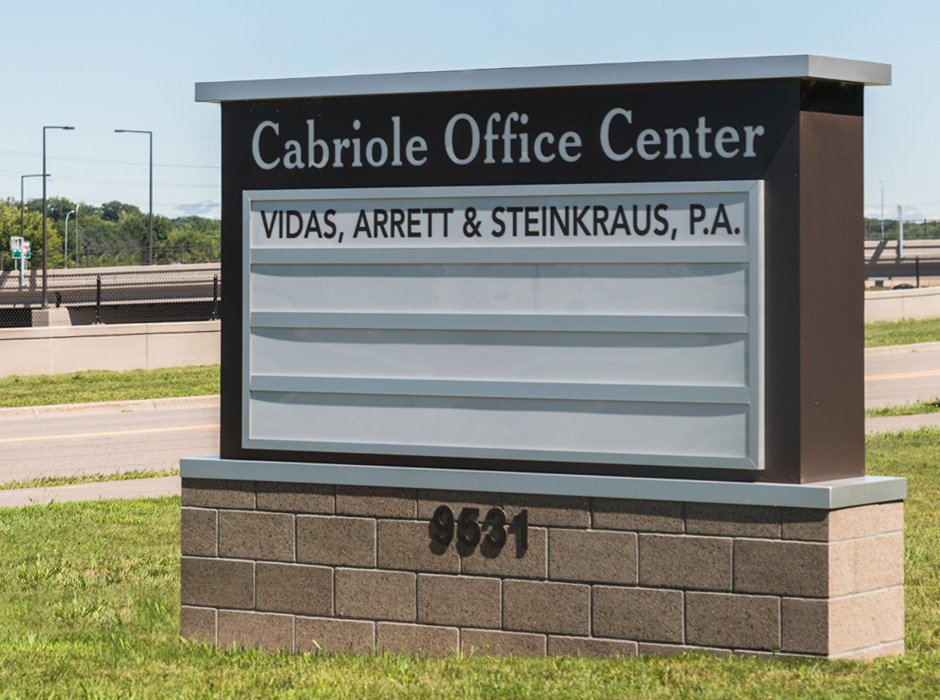 Cabriole Office Center
VIDAS, ARRETT & STEINKRAUS, P.A.
9531